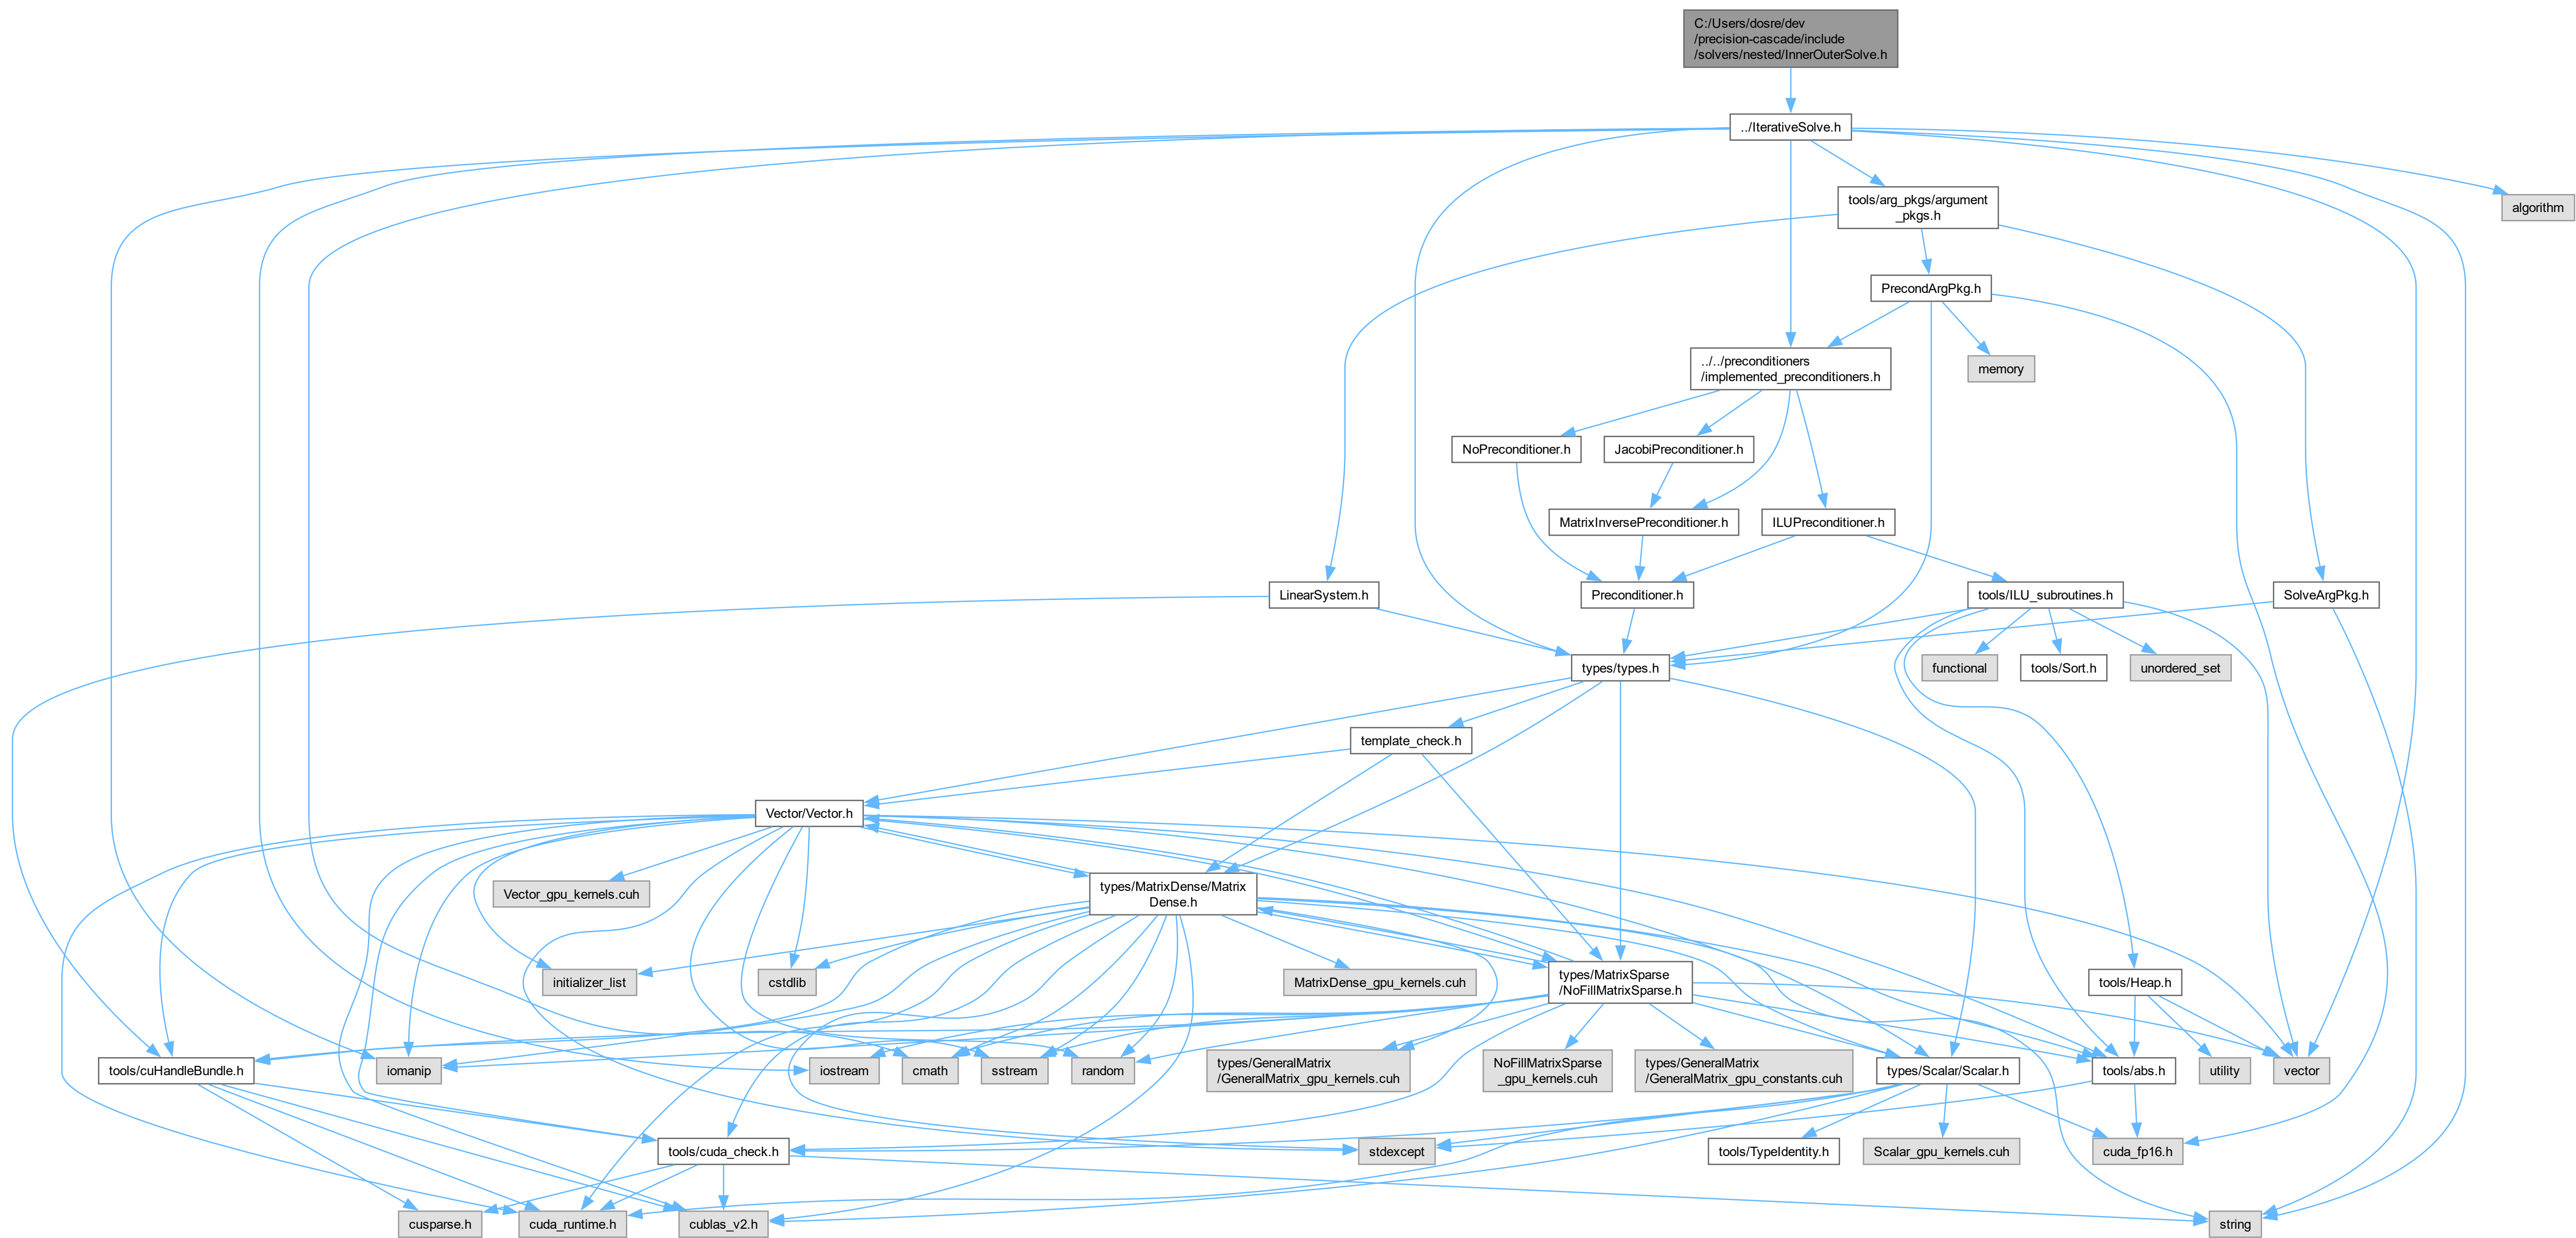 C:/Users/dosre/dev
/precision-cascade/include
/solvers/nested/InnerOuterSolve.h
../IterativeSolve.h
tools/arg_pkgs/argument
_pkgs.h
algorithm
PrecondArgPkg.h
../../preconditioners
/implemented_preconditioners.h
memory
NoPreconditioner.h
JacobiPreconditioner.h
MatrixInversePreconditioner.h
ILUPreconditioner.h
LinearSystem.h
Preconditioner.h
tools/ILU_subroutines.h
SolveArgPkg.h
types/types.h
functional
tools/Sort.h
unordered_set
template_check.h
Vector/Vector.h
Vector_gpu_kernels.cuh
types/MatrixDense/Matrix
Dense.h
initializer_list
cstdlib
MatrixDense_gpu_kernels.cuh
types/MatrixSparse
/NoFillMatrixSparse.h
tools/Heap.h
tools/cuHandleBundle.h
iomanip
iostream
cmath
sstream
random
types/GeneralMatrix
/GeneralMatrix_gpu_kernels.cuh
NoFillMatrixSparse
_gpu_kernels.cuh
types/GeneralMatrix
/GeneralMatrix_gpu_constants.cuh
types/Scalar/Scalar.h
tools/abs.h
utility
vector
tools/cuda_check.h
stdexcept
tools/TypeIdentity.h
Scalar_gpu_kernels.cuh
cuda_fp16.h
cusparse.h
cuda_runtime.h
cublas_v2.h
string